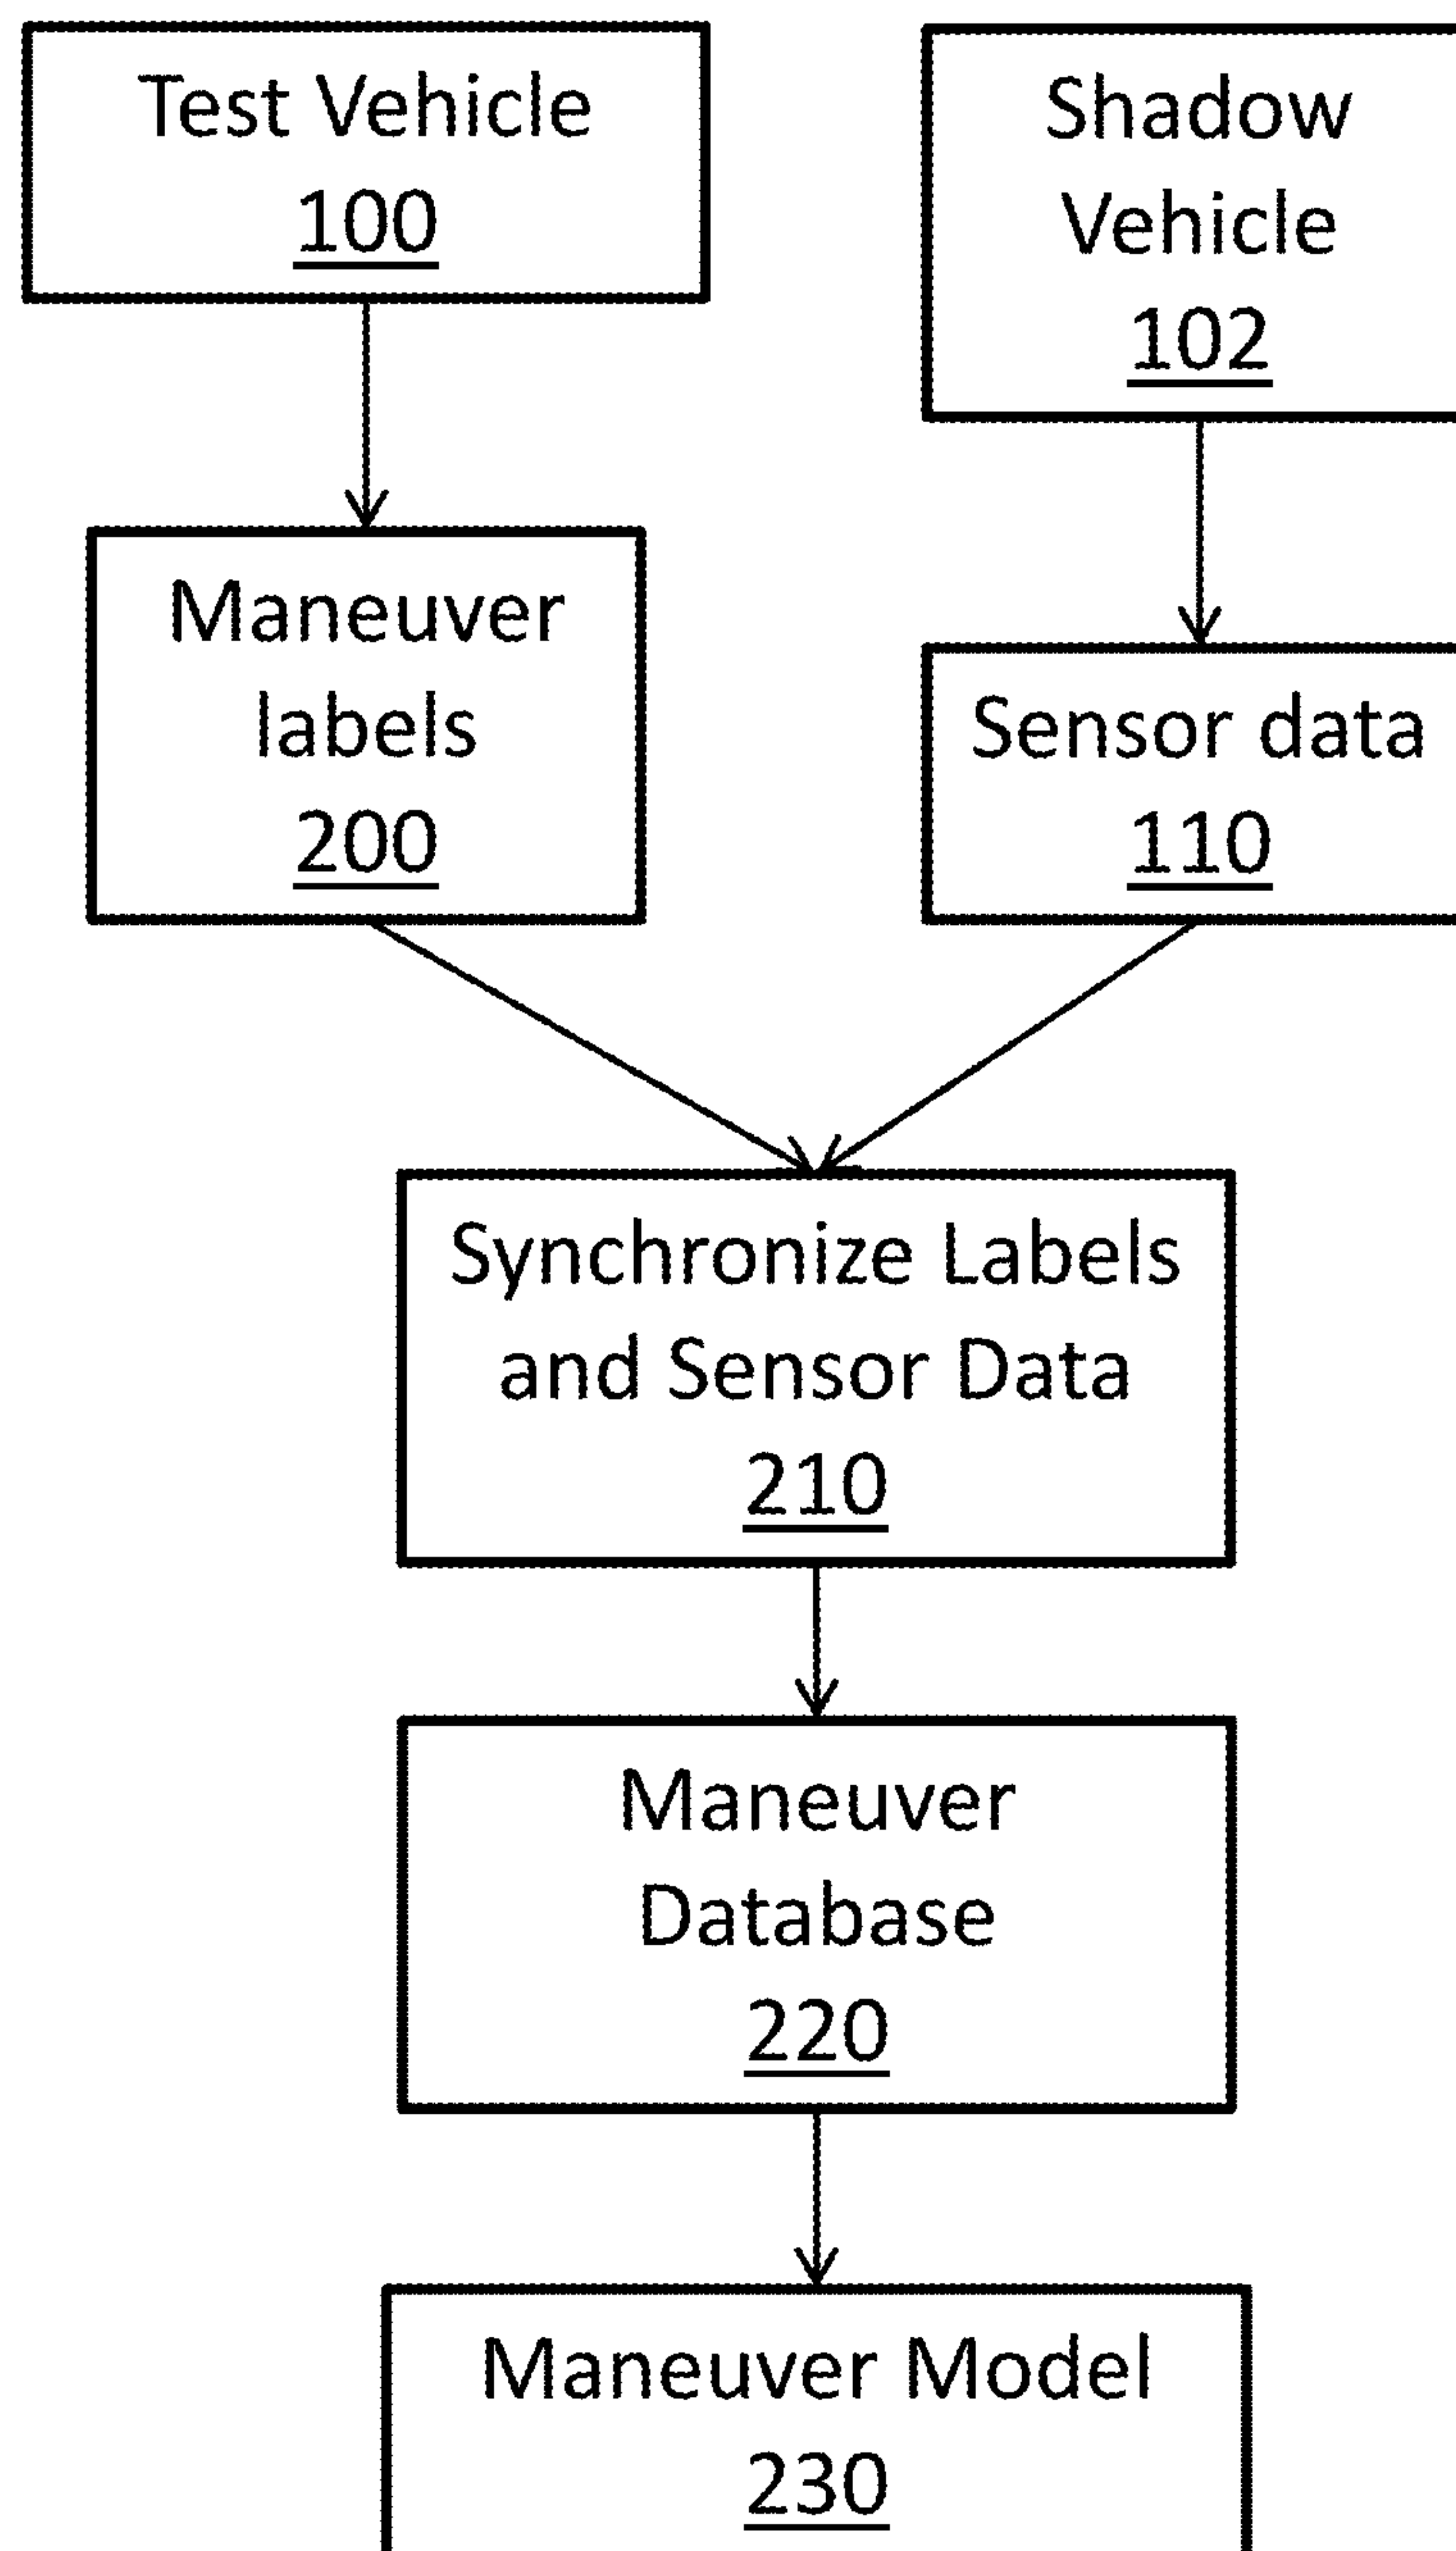 Test Vehicle
100
Shadow
Vehicle
102
Maneuver
labels
200
Sensor data
110
Synchronize Labels
and Sensor Data
210
Maneuver
Database
220
Maneuver Model
230